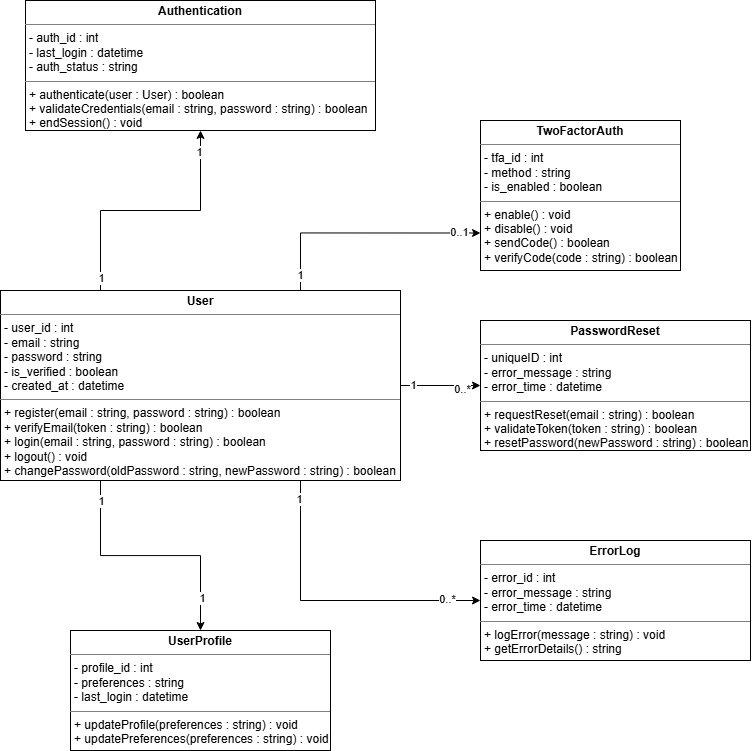 Authentication
- auth_id : int
- last_login : datetime
- auth_status : string
+ authenticate(user : User) : boolean
+ validateCredentials(email : string, password : string) : boolean
+ endSession() : void
1
1
TwoFactorAuth
- tfa_id : int
- method : string
- is_enabled : boolean
+ enable() : void
+ disable() : void
+ sendCode() : boolean
+ verifyCode(code : string) : boolean
0..1
1
User
- user_id : int
- email : string
- password : string
- is_verified : boolean
- created_at : datetime
+ register(email : string, password : string) : boolean
+ verifyEmail(token : string) : boolean
+ login(email : string, password : string) : boolean
+ logout() : void
+ changePassword(oldPassword : string, newPassword : string) : boolean
1
0..*
PasswordReset
- uniqueID : int
- error_message : string
- error_time : datetime
+ requestReset(email : string) : boolean
+ validateToken(token : string) : boolean
+ resetPassword(newPassword : string) : boolean
1
1
1
0..*
ErrorLog
- error_id : int
- error_message : string
- error_time : datetime
+ logError(message : string) : void
+ getErrorDetails() : string
UserProfile
- profile_id : int
- preferences : string
- last_login : datetime
+ updateProfile(preferences : string) : void
+ updatePreferences(preferences : string) : void